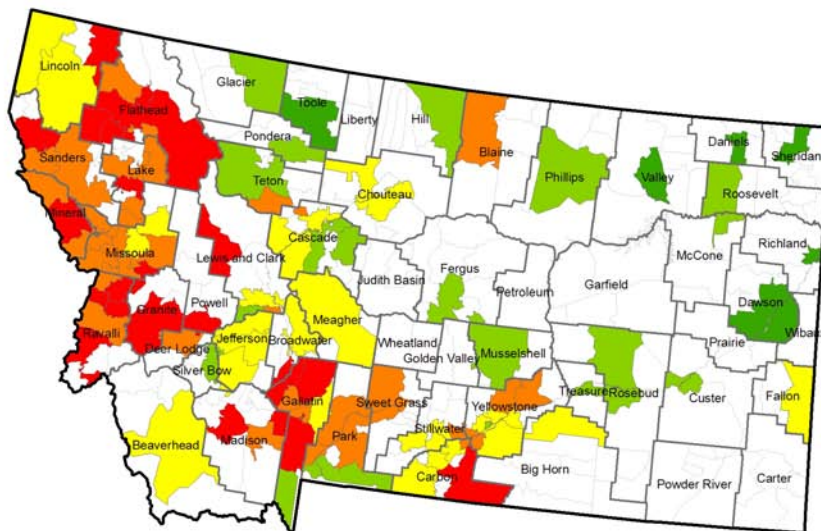 Lincoln
Flathead
Glacier
Toole
Liberty
Hill
Blaine
Daniels
Sheridan
Pondera
Phillips
Valley
Roosevelt
Sanders
Lake
Teton
Chouteau
Mineral
Missoula
Lewis and Clark
Cascade
Judith Basin
Fergus
Petroleum
Garfield
McCone
Richland
Dawson
Wibaux
Prairie
Granite
Powell
Ravalli
Deer Lodge
Silver Bow
Jefferson
Broadwater
Meagher
Wheatland
Golden Valley
Musselshell
Treasure
Rosebud
Custer
Fallon
Beaverhead
Madison
Gallatin
Park
Sweet Grass
Stillwater
Yellowstone
Carbon
Big Horn
Powder River
Carter